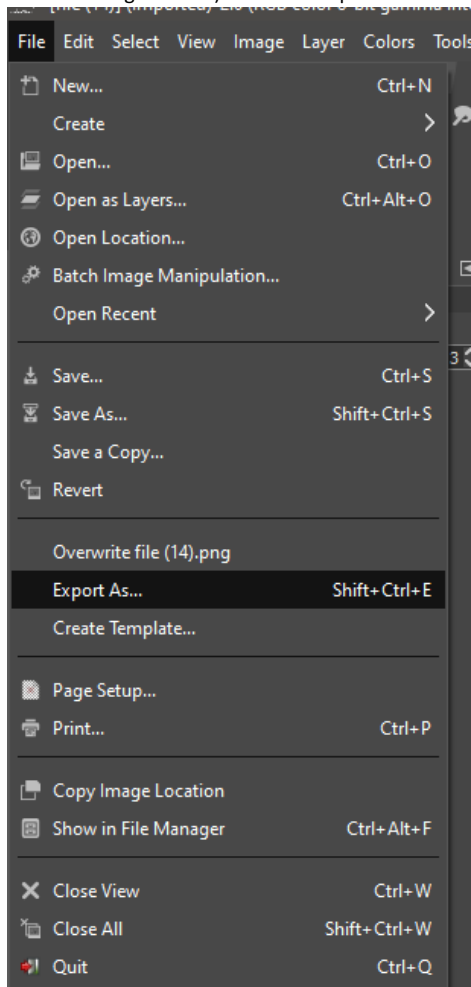 File Edit Select View Image Layer Colors Tools
New... Ctrl+N
Create
Open... Ctrl+O
Open as Layers... Ctrl+Alt+O
Open Location...
Batch Image Manipulation...
Open Recent
3
Save... Ctrl+S
Save As... Shift+Ctrl+S
Save a Copy...
Revert
Overwrite file (14).png
Export As... Shift+Ctrl+E
Create Template...
Page Setup...
Print... Ctrl+P
Copy Image Location
Show in File Manager Ctrl+Alt+F
Close View Ctrl+W
Close All Shift+Ctrl+W
Quit Ctrl+Q